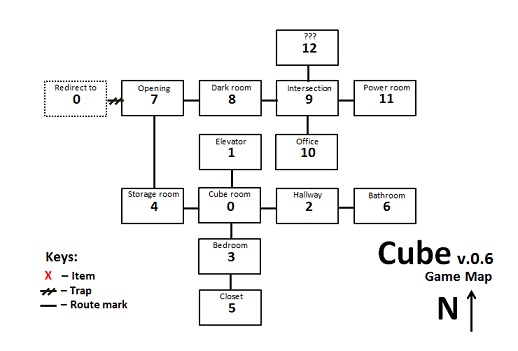 ???
12
Redirect to
0
Opening
7
Dark room
8
Intersection
9
Power room
11
Elevator
1
Office
10
Storage room
4
Cube room
0
Hallway
2
Bathroom
6
Bedroom
3
Closet
5
Keys:
X – Item
– Trap
– Route mark
Cube v.0.6
Game Map
N